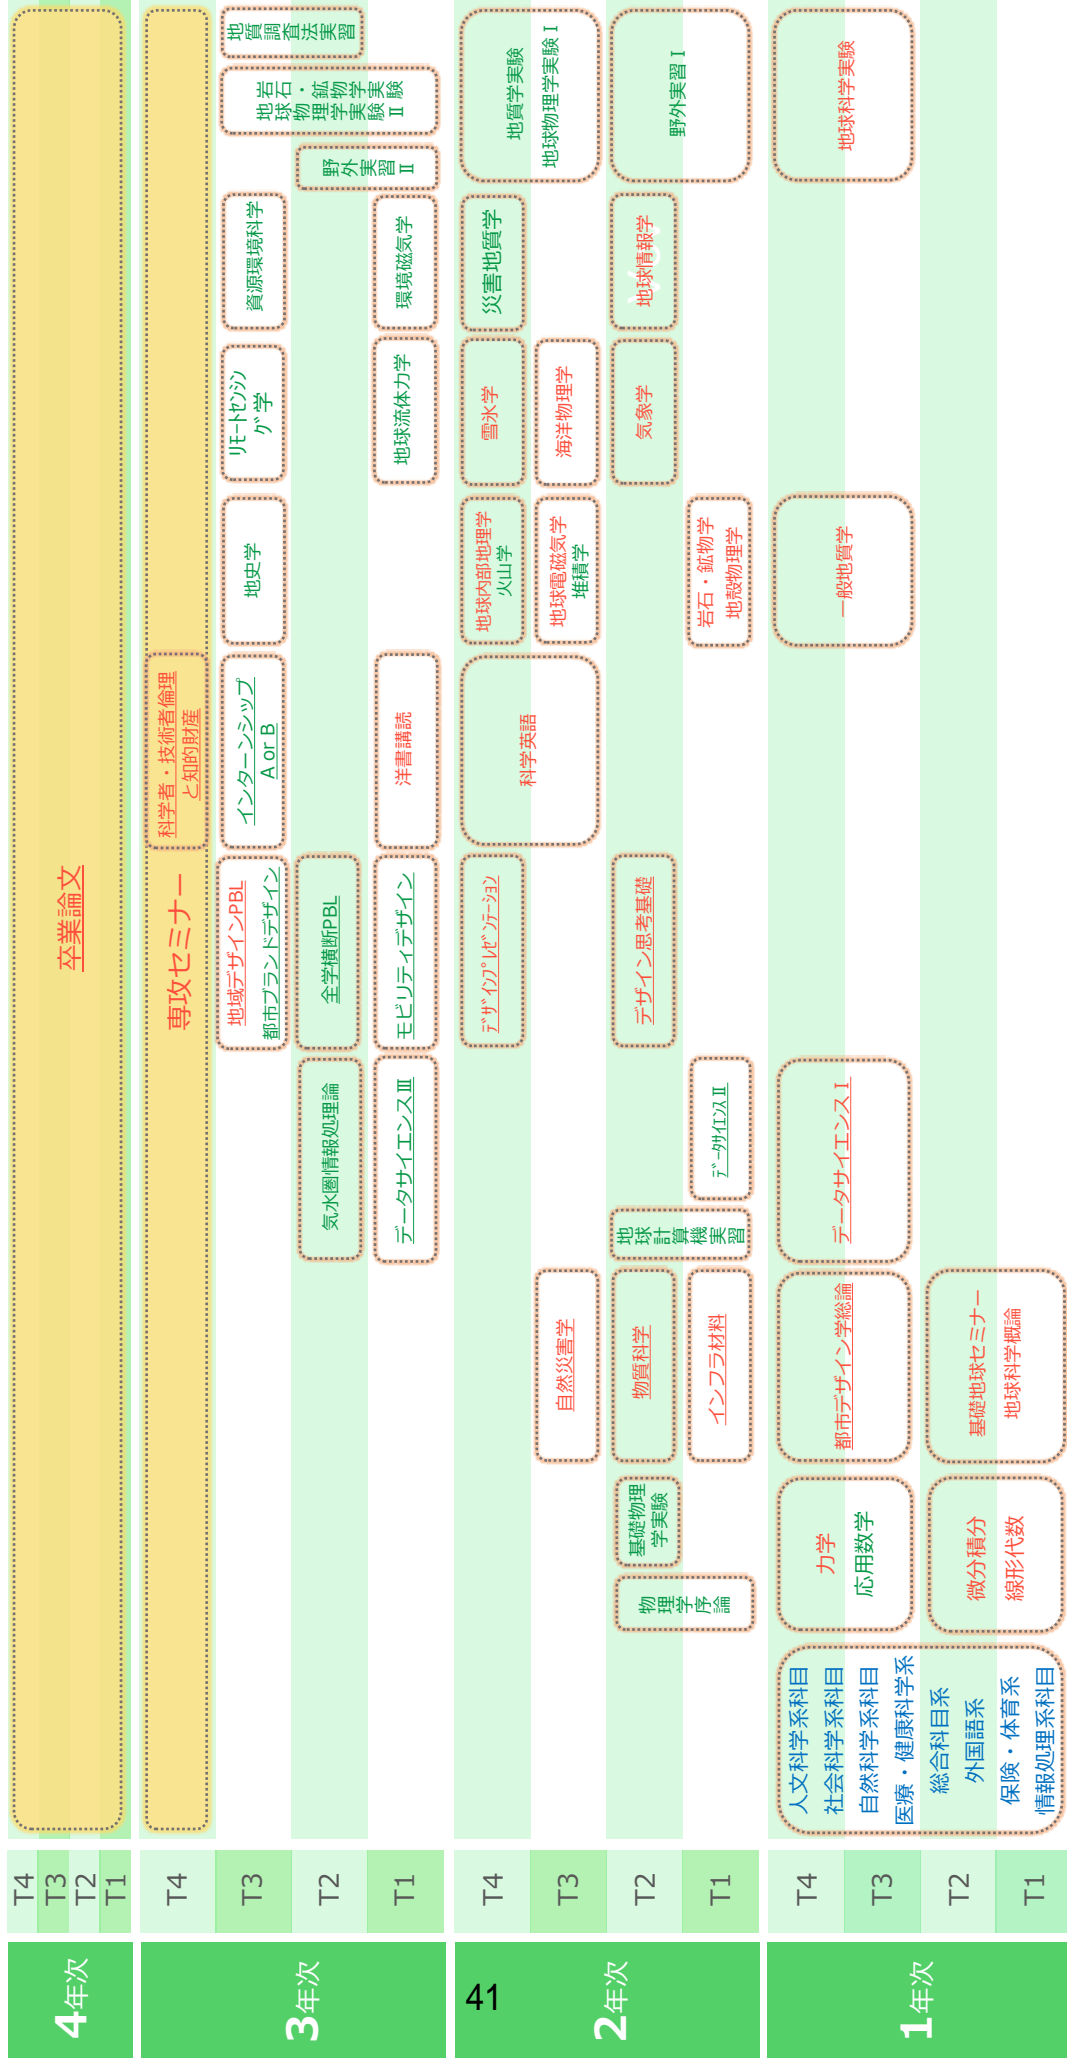 4年次
T4
T3
T2
T1
卒業論文
3年次
T4
T3
T2
T1
専攻セミナー
科学者・技術者倫理
と知的財産
地域デザインPBL
都市ブランドデザイン
インターンシップ
A or B
地史学
リモートセンシン
グ学
資源環境科学
岩石・鉱物学実験
地球物理学実験Ⅱ
地質調査法実習
気水圏情報処理論
全学横断PBL
野外実習Ⅱ
データサイエンスⅢ
モビリティデザイン
洋書講読
地球流体力学
環境磁気学
41
2年次
T4
T3
T2
T1
デザインプレゼンテーション
科学英語
地球内部地理学
火山学
雪氷学
災害地質学
地質学実験
地球物理学実験Ⅰ
自然災害学
地球電磁気学
堆積学
海洋物理学
物理学序論
基礎物理
学実験
物質科学
地球計算機実習
デザイン思考基礎
気象学
地球情報学
野外実習Ⅰ
インフラ材料
データサイエンスⅡ
岩石・鉱物学
地殻物理学
1年次
T4
T3
T2
T1
人文科学系科目
社会科学系科目
自然科学系科目
医療・健康科学系
総合科目系
外国語系
保険・体育系
情報処理系科目
力学
応用数学
都市デザイン学総論
データサイエンスⅠ
一般地質学
地球科学実験
微分積分
線形代数
基礎地球セミナー
地球科学概論